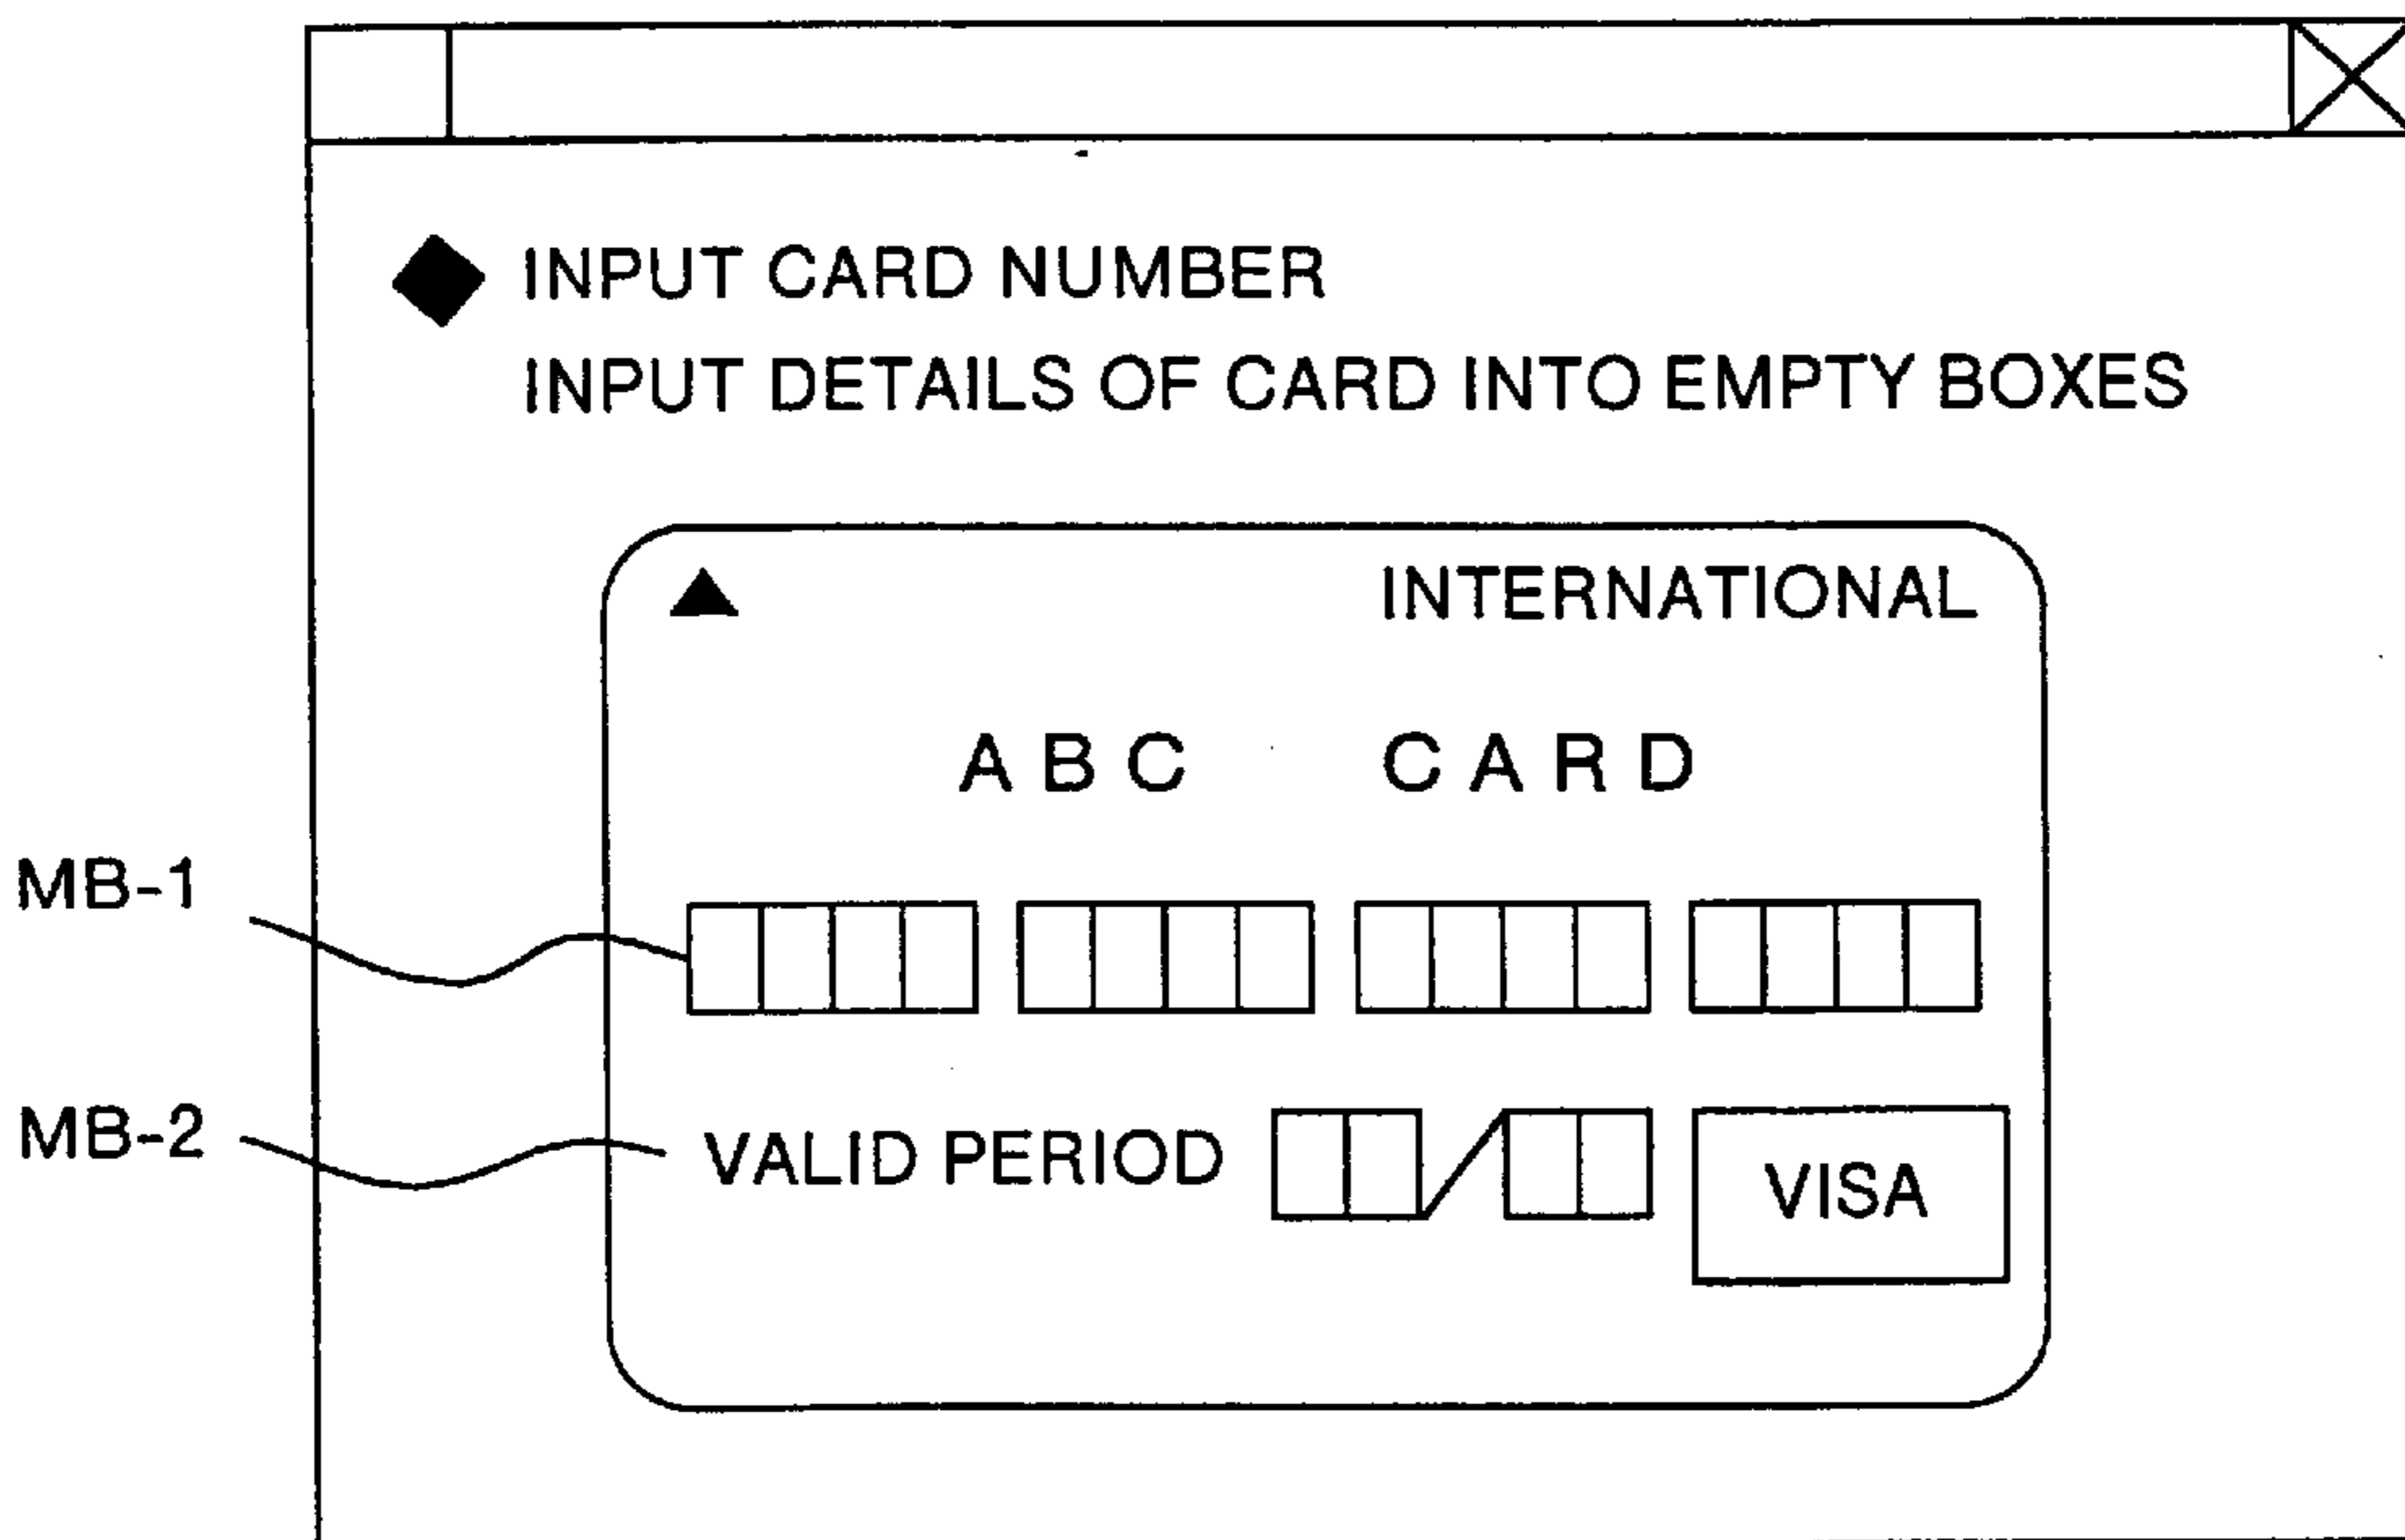 INPUT CARD NUMBER
INPUT DETAILS OF CARD INTO EMPTY BOXES
INTERNATIONAL
ABC CARD
MB-1
MB-2
VALID PERIOD
VISA